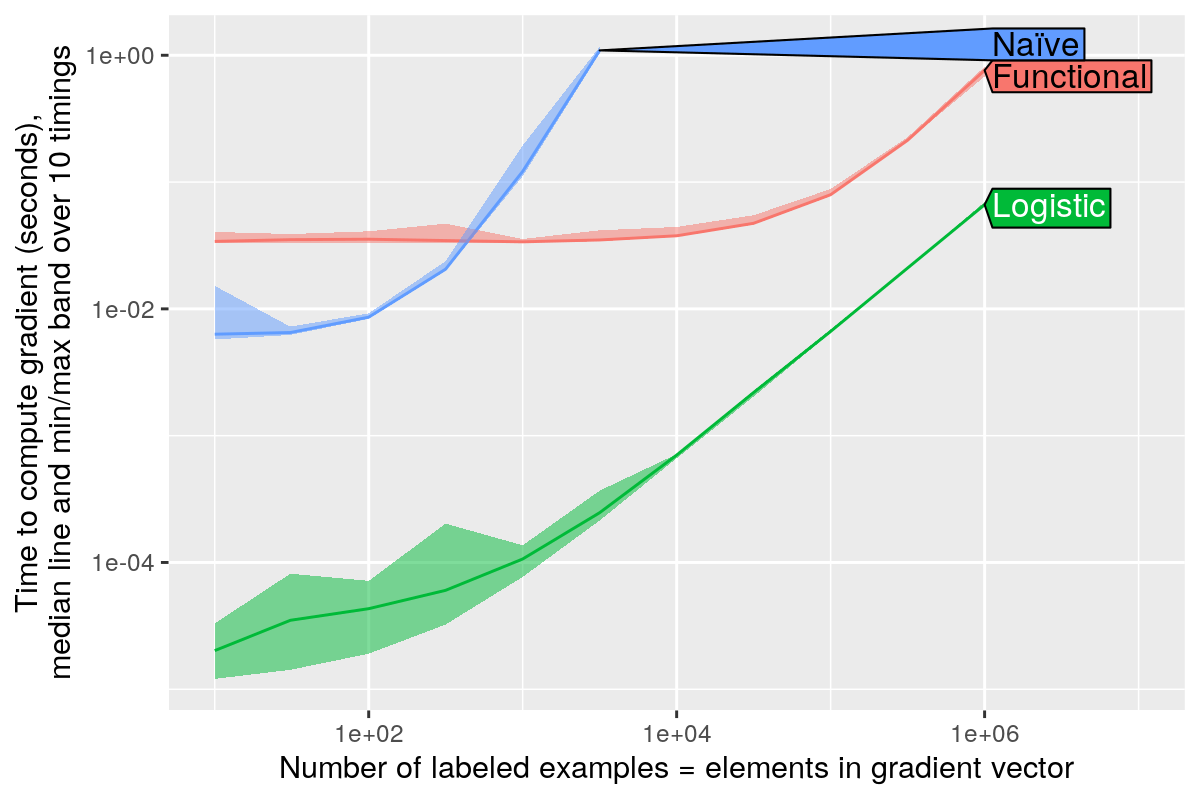 Time to compute gradient (seconds),
median line and min/max band over 10 timings
1e+00
1e-02
1e-04
Naïve
Functional
Logistic
1e+02
1e+04
1e+06
Number of labeled examples = elements in gradient vector